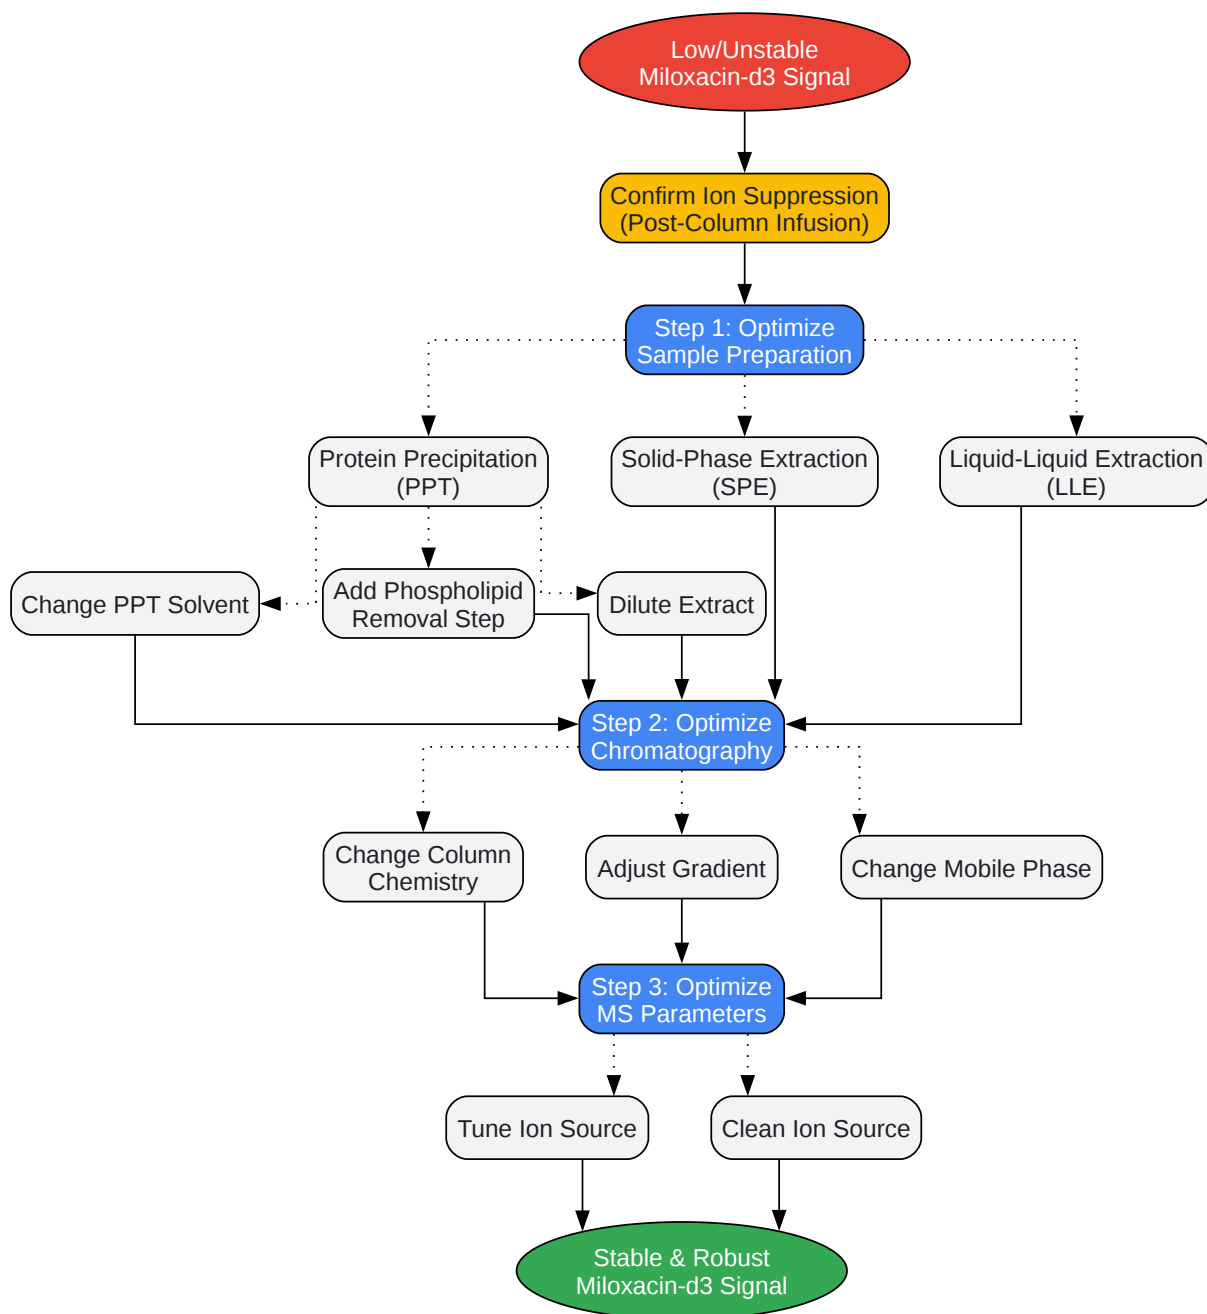 Low/Unstable
Miloxacin-d3 Signal
Confirm Ion Suppression
(Post-Column Infusion)
Step 1: Optimize
Sample Preparation
Protein Precipitation
(PPT)
Solid-Phase Extraction
(SPE)
Liquid-Liquid Extraction
(LLE)
Change PPT Solvent
Add Phospholipid
Removal Step
Dilute Extract
Step 2: Optimize
Chromatography
Change Column
Chemistry
Adjust Gradient
Change Mobile Phase
Step 3: Optimize
MS Parameters
Tune Ion Source
Clean Ion Source
Stable & Robust
Miloxacin-d3 Signal